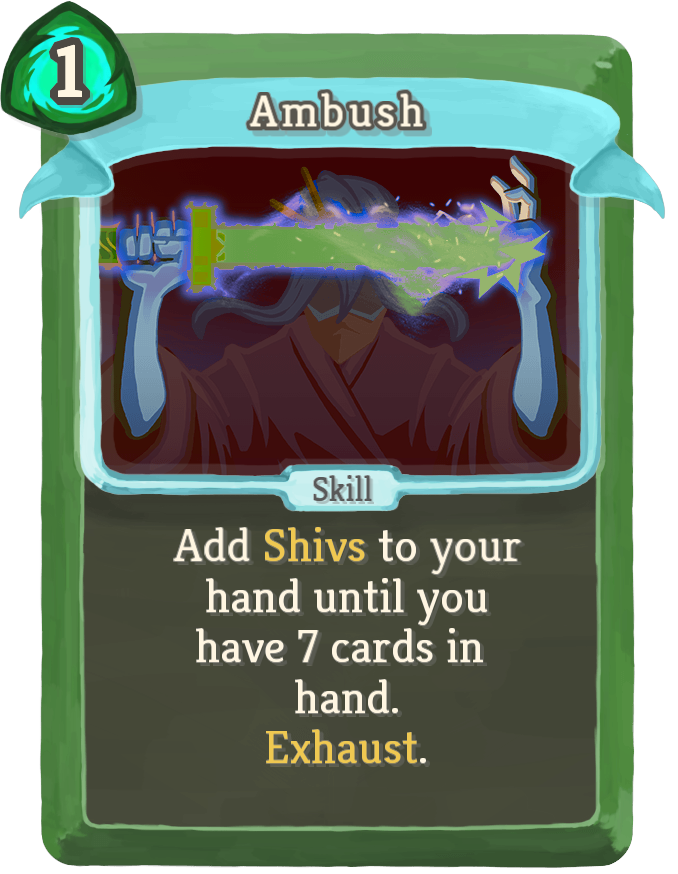 1
Ambush
Skill
Add Shivs to your
hand until you
have 7 cards in
hand.
Exhaust.